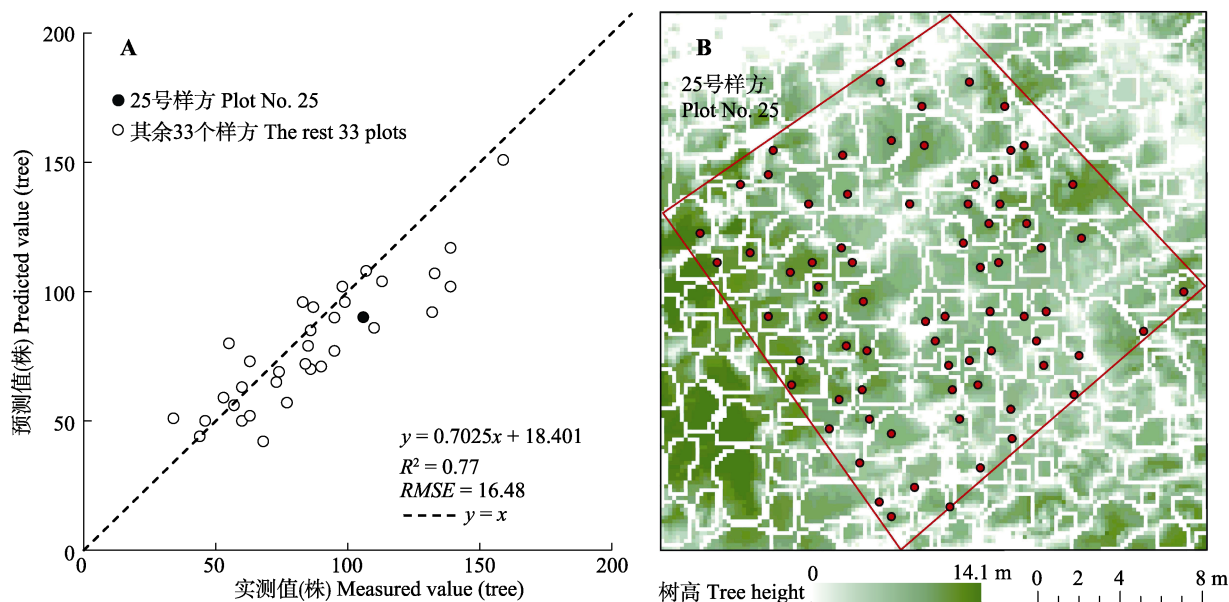 A
200
150
100
50
0
50
100
150
200
预测值(株) Predicted value (tree)
实测值(株) Measured value (tree)
25号样方 Plot No. 25
其余33个样方 The rest 33 plots
y = 0.7025x + 18.401
R² = 0.77
RMSE = 16.48
y = x
B
25号样方
Plot No. 25
树高 Tree height
0
14.1 m
0 2 4 8 m